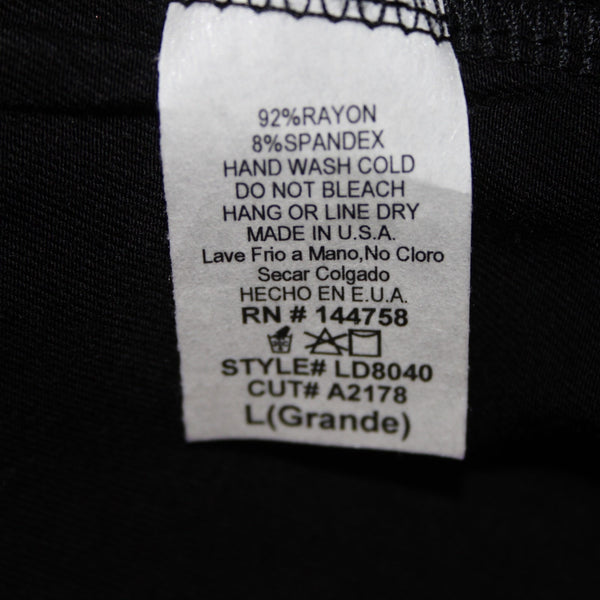 92%RAYON
8%SPANDEX
HAND WASH COLD
DO NOT BLEACH
HANG OR LINE DRY
MADE IN U.S.A.
Lave Frio a Mano,No Cloro
Secar Colgado
HECHO EN E.U.A.
RN # 144758
STYLE# LD8040
CUT# A2178
L(Grande)